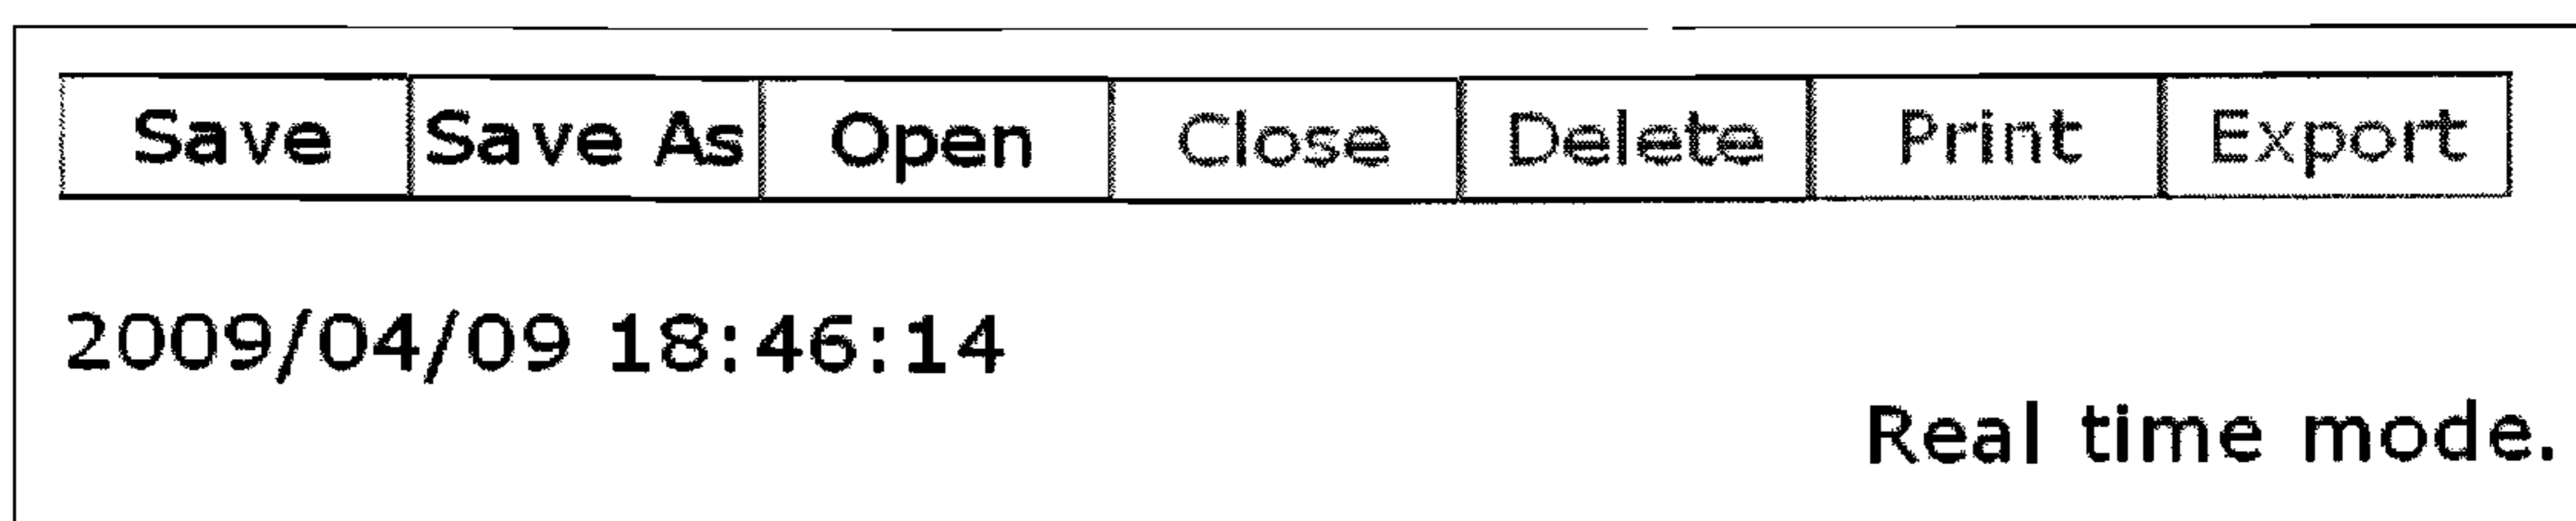 Save Save As Open Close Delete Print Export
2009/04/09 18:46:14
Real time mode.